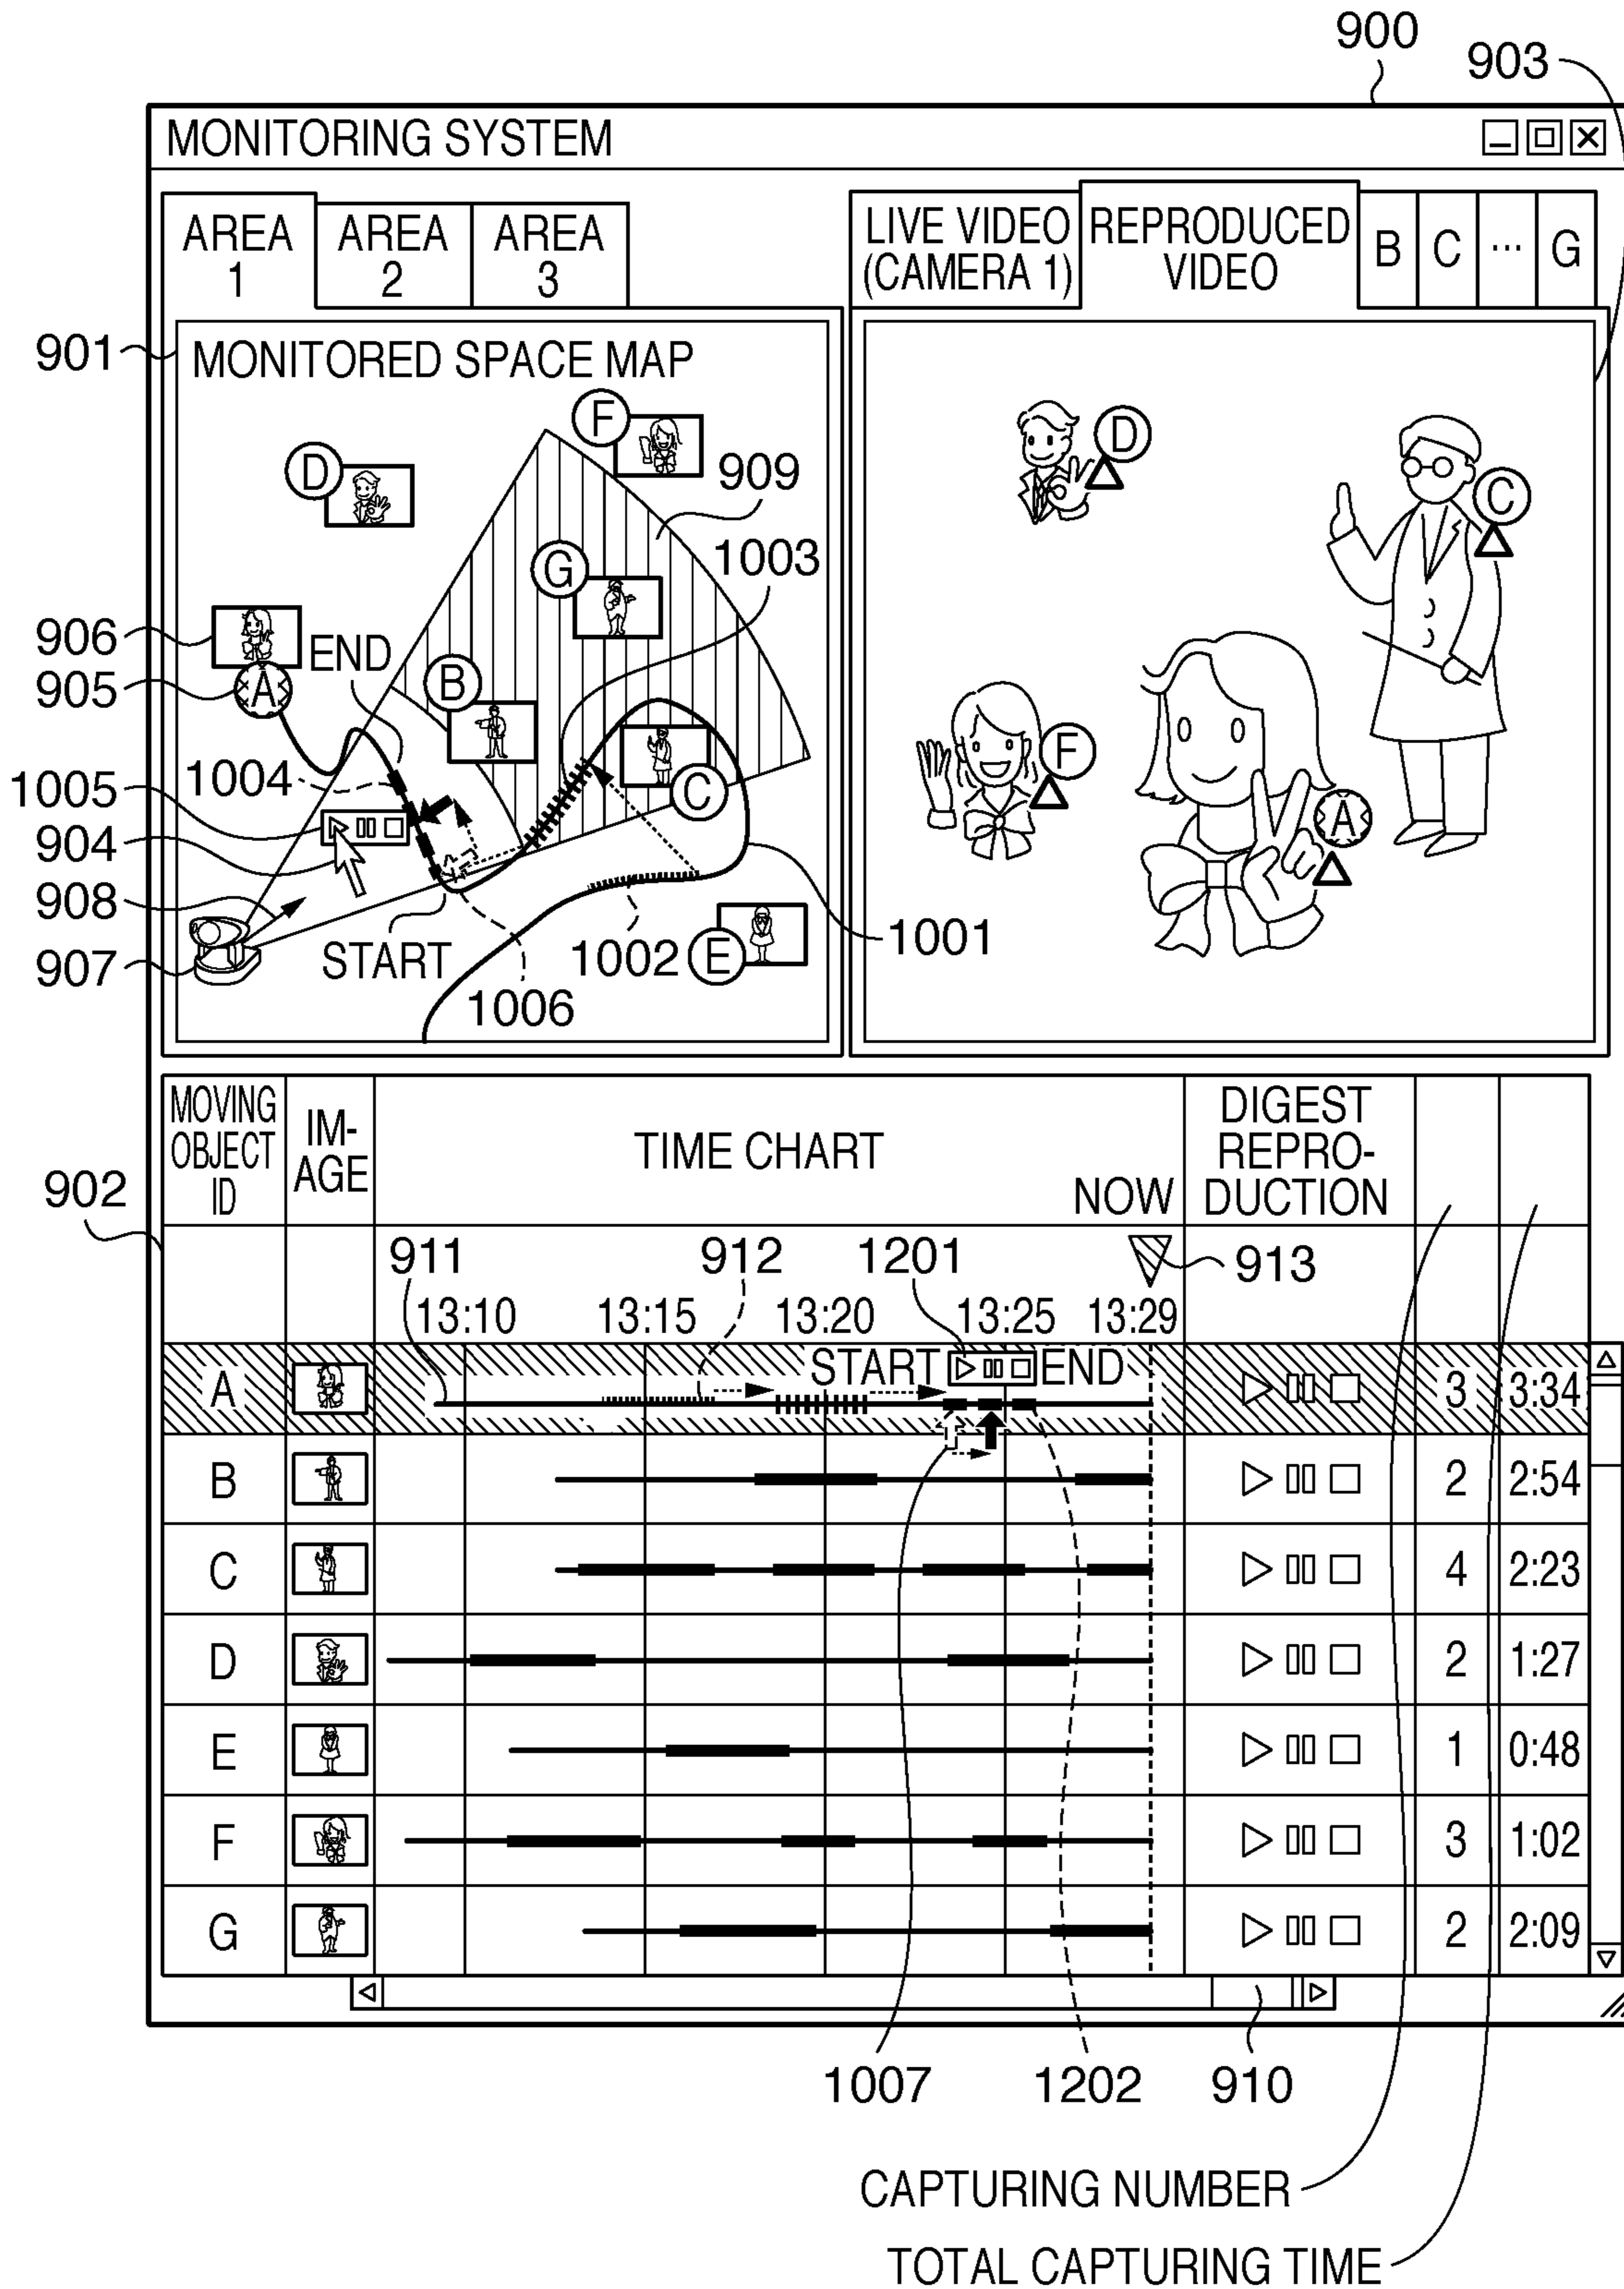 900
903
MONITORING SYSTEM
AREA 1
AREA 2
AREA 3
LIVE VIDEO (CAMERA 1)
REPRODUCED VIDEO
B
C
...
G
901
MONITORED SPACE MAP
F
D
909
1003
G
906
END
905
A
B
1004
1005
C
904
908
START
1002
1001
907
E
1006
D
C
F
A
MOVING OBJECT ID
IM-AGE
TIME CHART
NOW
DIGEST REPRO-DUCTION
902
911
912
1201
913
13:10
13:15
13:20
13:25
13:29
START
END
A
3
3:34
B
2
2:54
C
4
2:23
D
2
1:27
E
1
0:48
F
3
1:02
G
2
2:09
1007
1202
910
CAPTURING NUMBER
TOTAL CAPTURING TIME